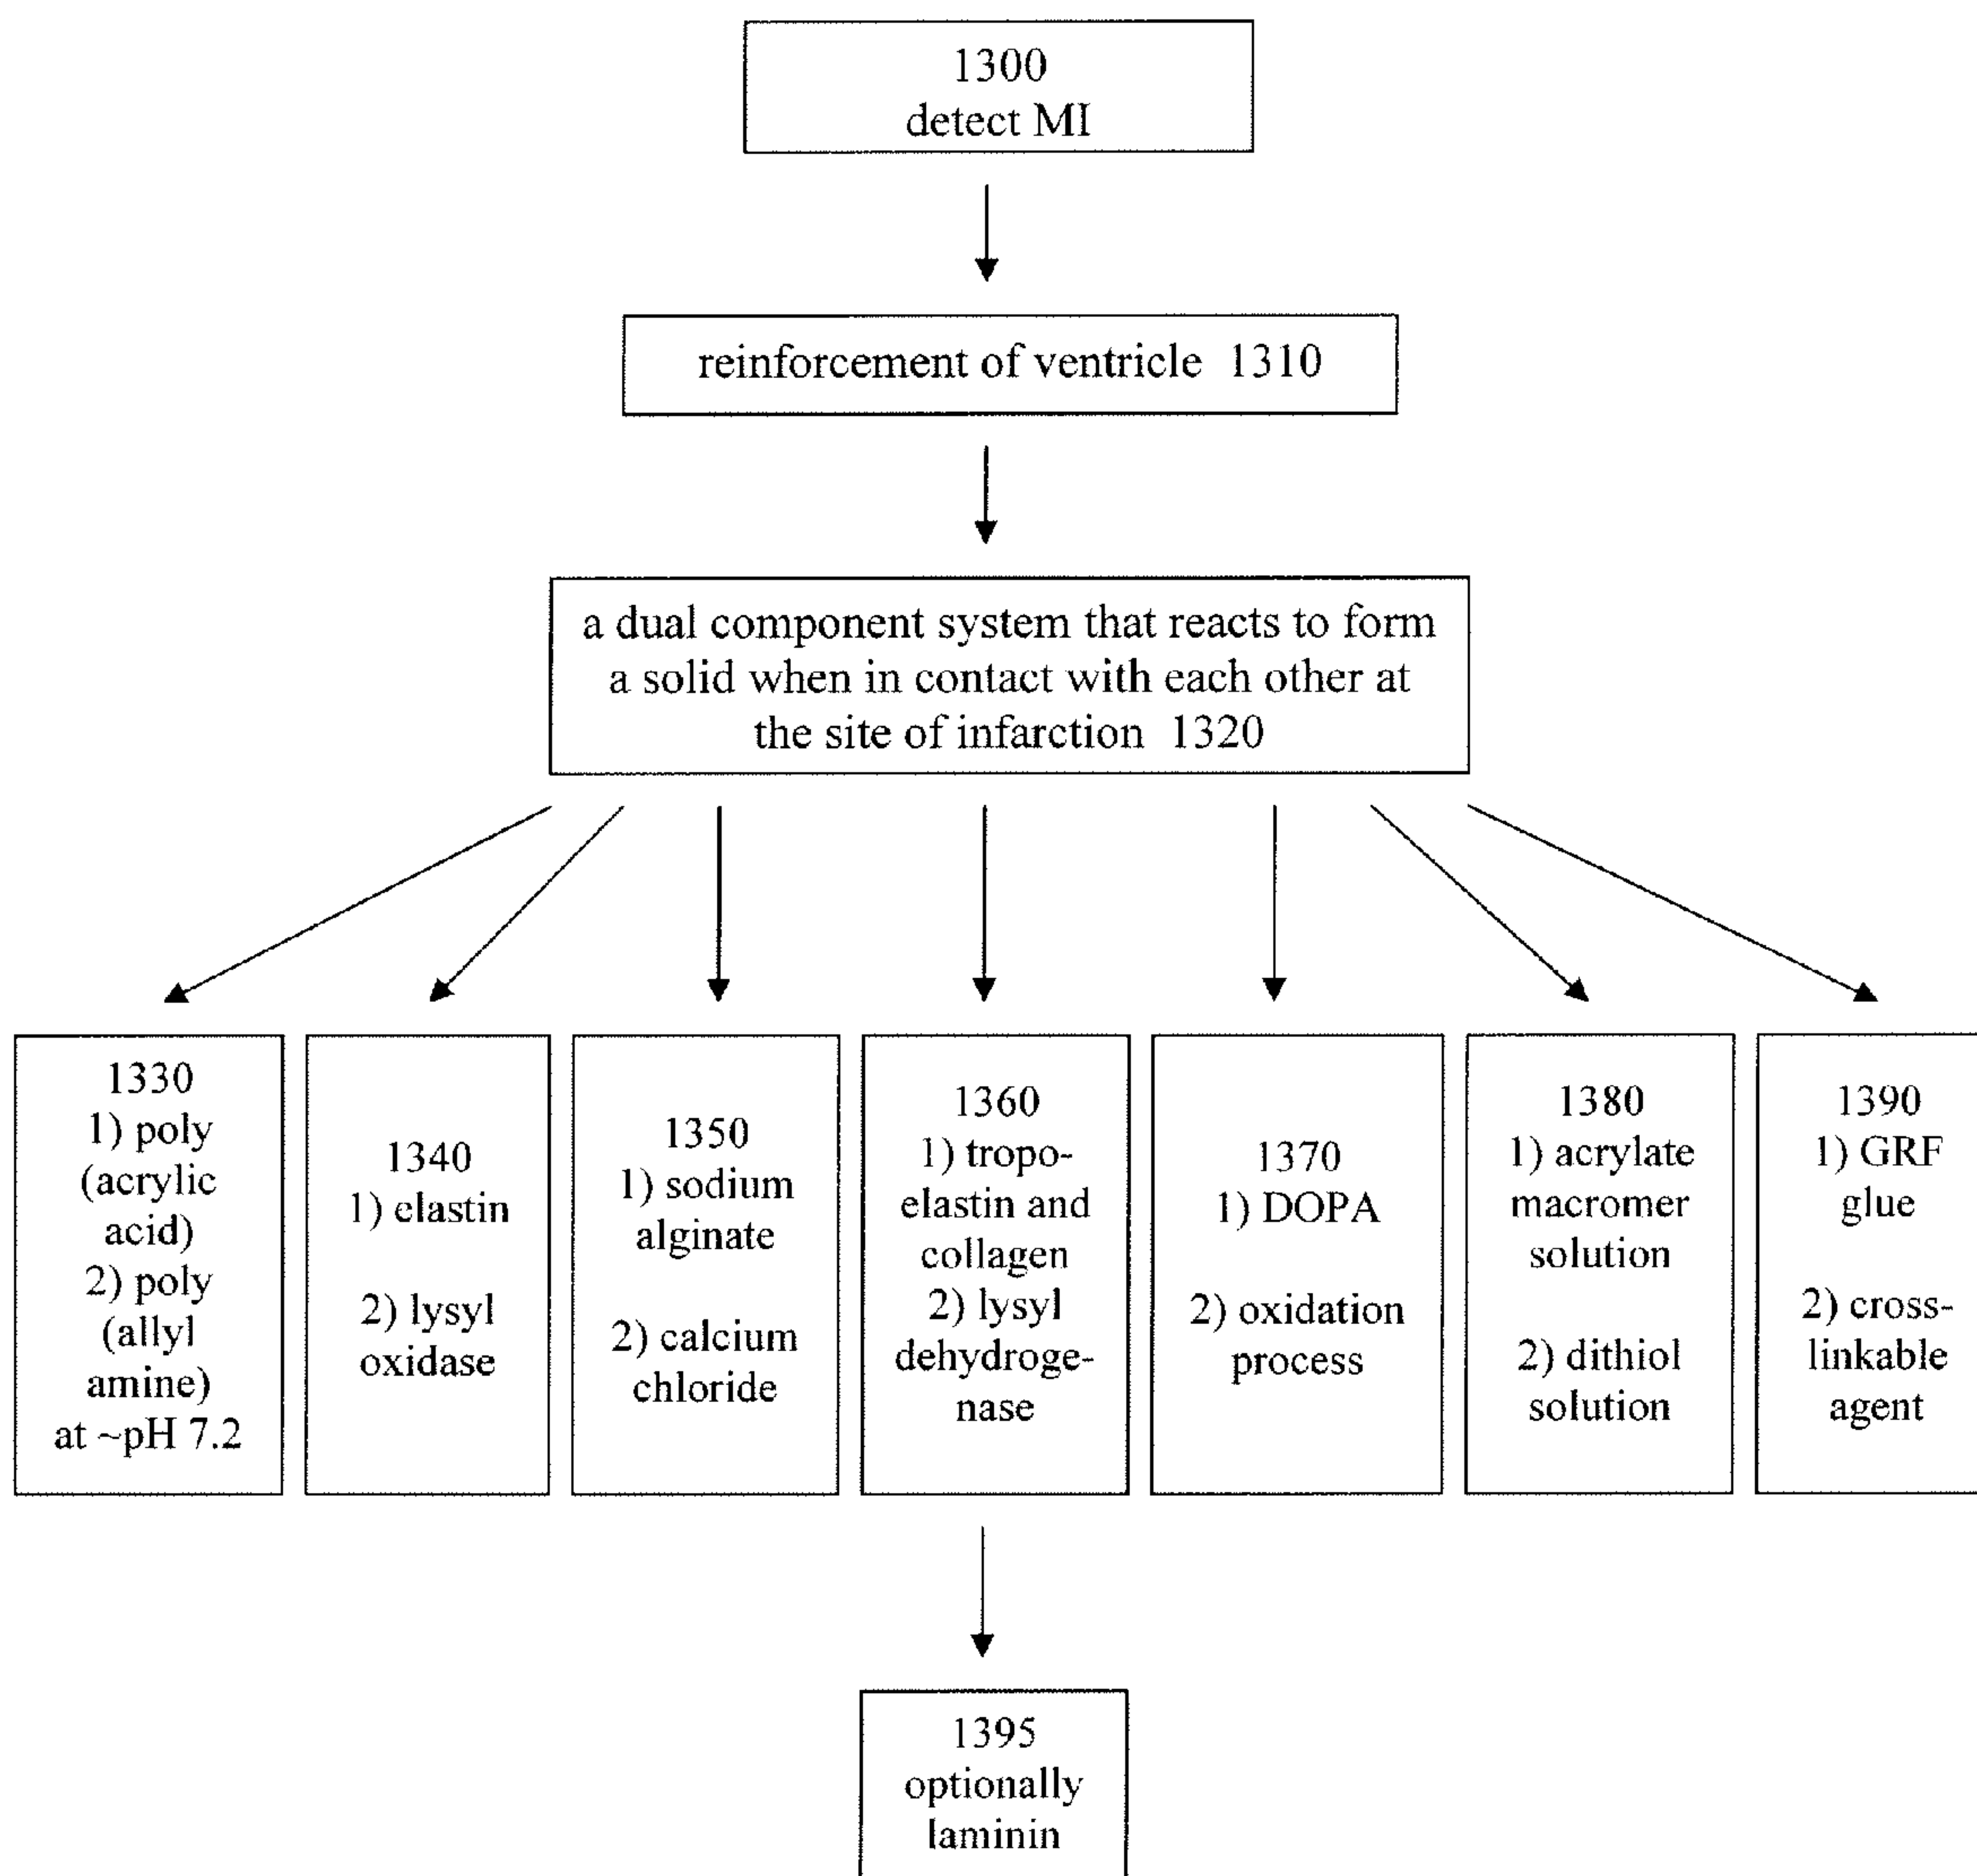 1300
detect MI
reinforcement of ventricle 1310
a dual component system that reacts to form
a solid when in contact with each other at
the site of infarction 1320
1330
1) poly
(acrylic
acid)
2) poly
(allyl
amine)
at ~pH 7.2
1340
1) elastin
2) lysyl
oxidase
1350
1) sodium
alginate
2) calcium
chloride
1360
1) tropo-
elastin and
collagen
2) lysyl
dehydroge-
nase
1370
1) DOPA
2) oxidation
process
1380
1) acrylate
macromer
solution
2) dithiol
solution
1390
1) GRF
glue
2) cross-
linkable
agent
1395
optionally
laminin